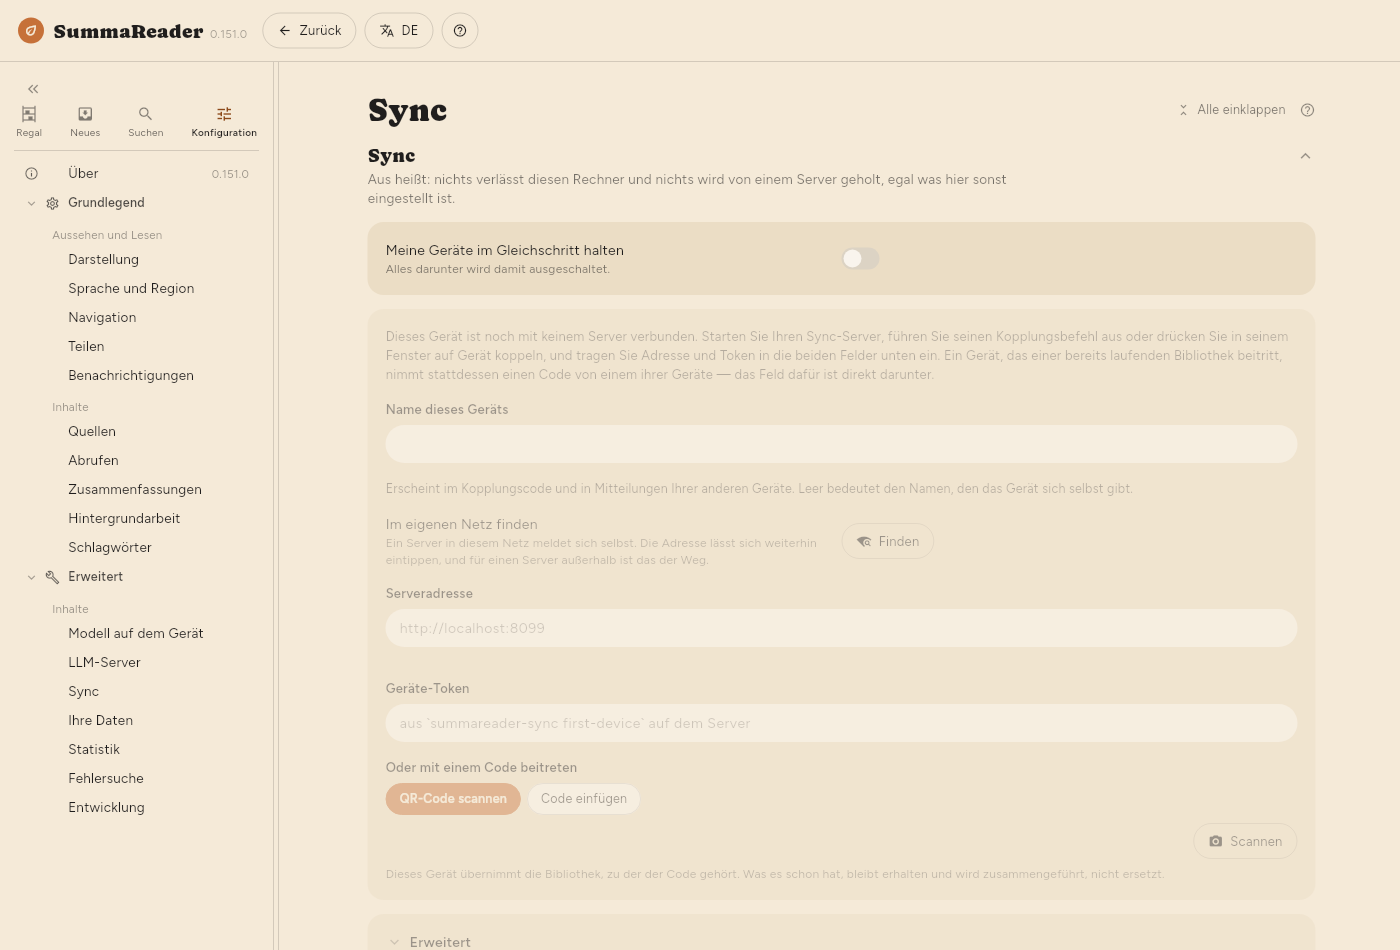 SummaReader 0.151.0 Zurück DE
Regal Neues Suchen Konfiguration
Über 0.151.0
Grundlegend
Aussehen und Lesen
Darstellung
Sprache und Region
Navigation
Teilen
Benachrichtigungen
Inhalte
Quellen
Abrufen
Zusammenfassungen
Hintergrundarbeit
Schlagwörter
Erweitert
Inhalte
Modell auf dem Gerät
LLM-Server
Sync
Ihre Daten
Statistik
Fehlersuche
Entwicklung
Sync
Alle einklappen
Sync
Aus heißt: nichts verlässt diesen Rechner und nichts wird von einem Server geholt, egal was hier sonst
eingestellt ist.
Meine Geräte im Gleichschritt halten
Alles darunter wird damit ausgeschaltet.
Dieses Gerät ist noch mit keinem Server verbunden. Starten Sie Ihren Sync-Server, führen Sie seinen Kopplungsbefehl aus oder drücken Sie in seinem
Fenster auf Gerät koppeln, und tragen Sie Adresse und Token in die beiden Felder unten ein. Ein Gerät, das einer bereits laufenden Bibliothek beitritt,
nimmt stattdessen einen Code von einem ihrer Geräte — das Feld dafür ist direkt darunter.
Name dieses Geräts
Erscheint im Kopplungscode und in Mitteilungen Ihrer anderen Geräte. Leer bedeutet den Namen, den das Gerät sich selbst gibt.
Im eigenen Netz finden
Ein Server in diesem Netz meldet sich selbst. Die Adresse lässt sich weiterhin
eintippen, und für einen Server außerhalb ist das der Weg.
Finden
Serveradresse
http://localhost:8099
Geräte-Token
aus `summareader-sync first-device` auf dem Server
Oder mit einem Code beitreten
QR-Code scannen Code einfügen
Scannen
Dieses Gerät übernimmt die Bibliothek, zu der der Code gehört. Was es schon hat, bleibt erhalten und wird zusammengeführt, nicht ersetzt.
Erweitert